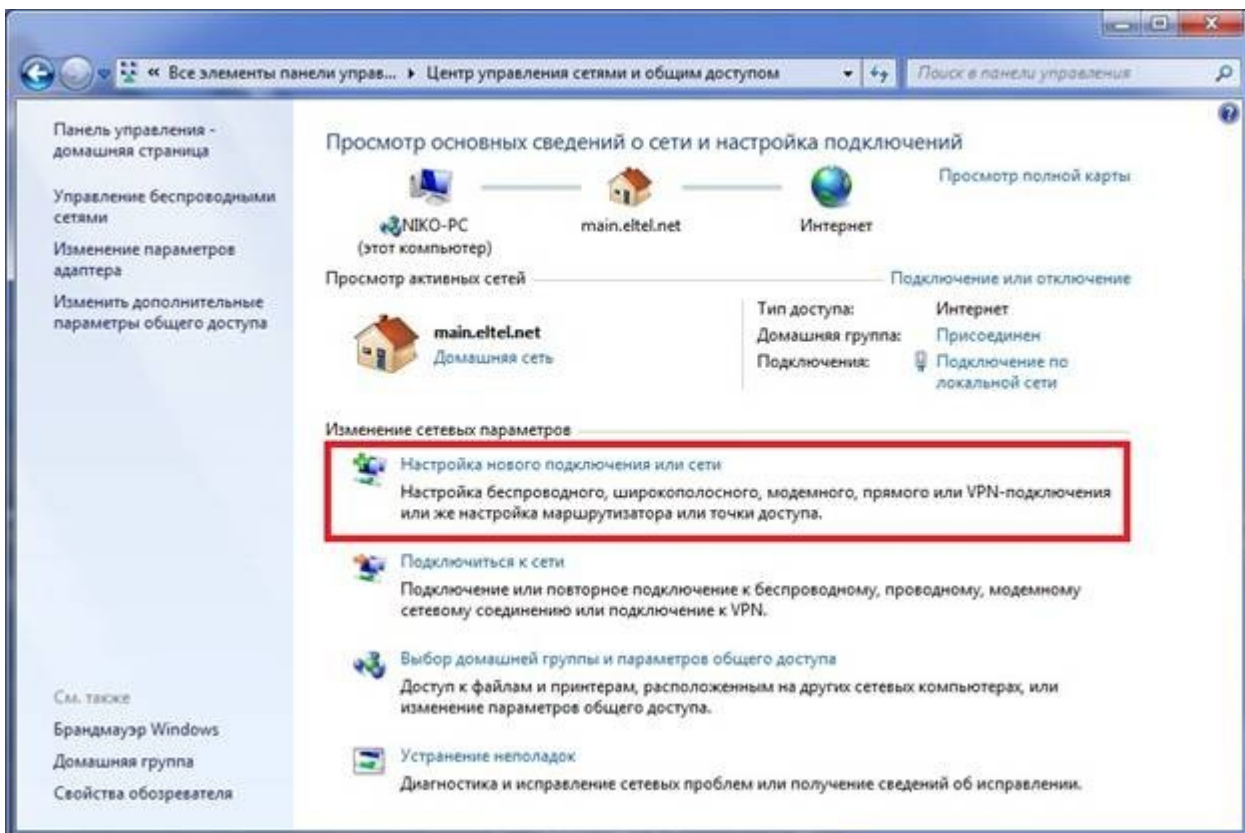 « Все элементы панели управ... ▸ Центр управления сетями и общим доступом
Поиск в панели управления
Панель управления -
домашняя страница
Управление беспроводными
сетями
Изменение параметров
адаптера
Изменить дополнительные
параметры общего доступа
См. также
Брандмауэр Windows
Домашняя группа
Свойства обозревателя
Просмотр основных сведений о сети и настройка подключений
Просмотр полной карты
NIKO-PC
(этот компьютер)
main.eltel.net
Интернет
Просмотр активных сетей
Подключение или отключение
main.eltel.net
Домашняя сеть
Тип доступа: Интернет
Домашняя группа: Присоединен
Подключения: Подключение по
локальной сети
Изменение сетевых параметров
Настройка нового подключения или сети
Настройка беспроводного, широкополосного, модемного, прямого или VPN-подключения
или же настройка маршрутизатора или точки доступа.
Подключиться к сети
Подключение или повторное подключение к беспроводному, проводному, модемному
сетевому соединению или подключение к VPN.
Выбор домашней группы и параметров общего доступа
Доступ к файлам и принтерам, расположенным на других сетевых компьютерах, или
изменение параметров общего доступа.
Устранение неполадок
Диагностика и исправление сетевых проблем или получение сведений об исправлении.